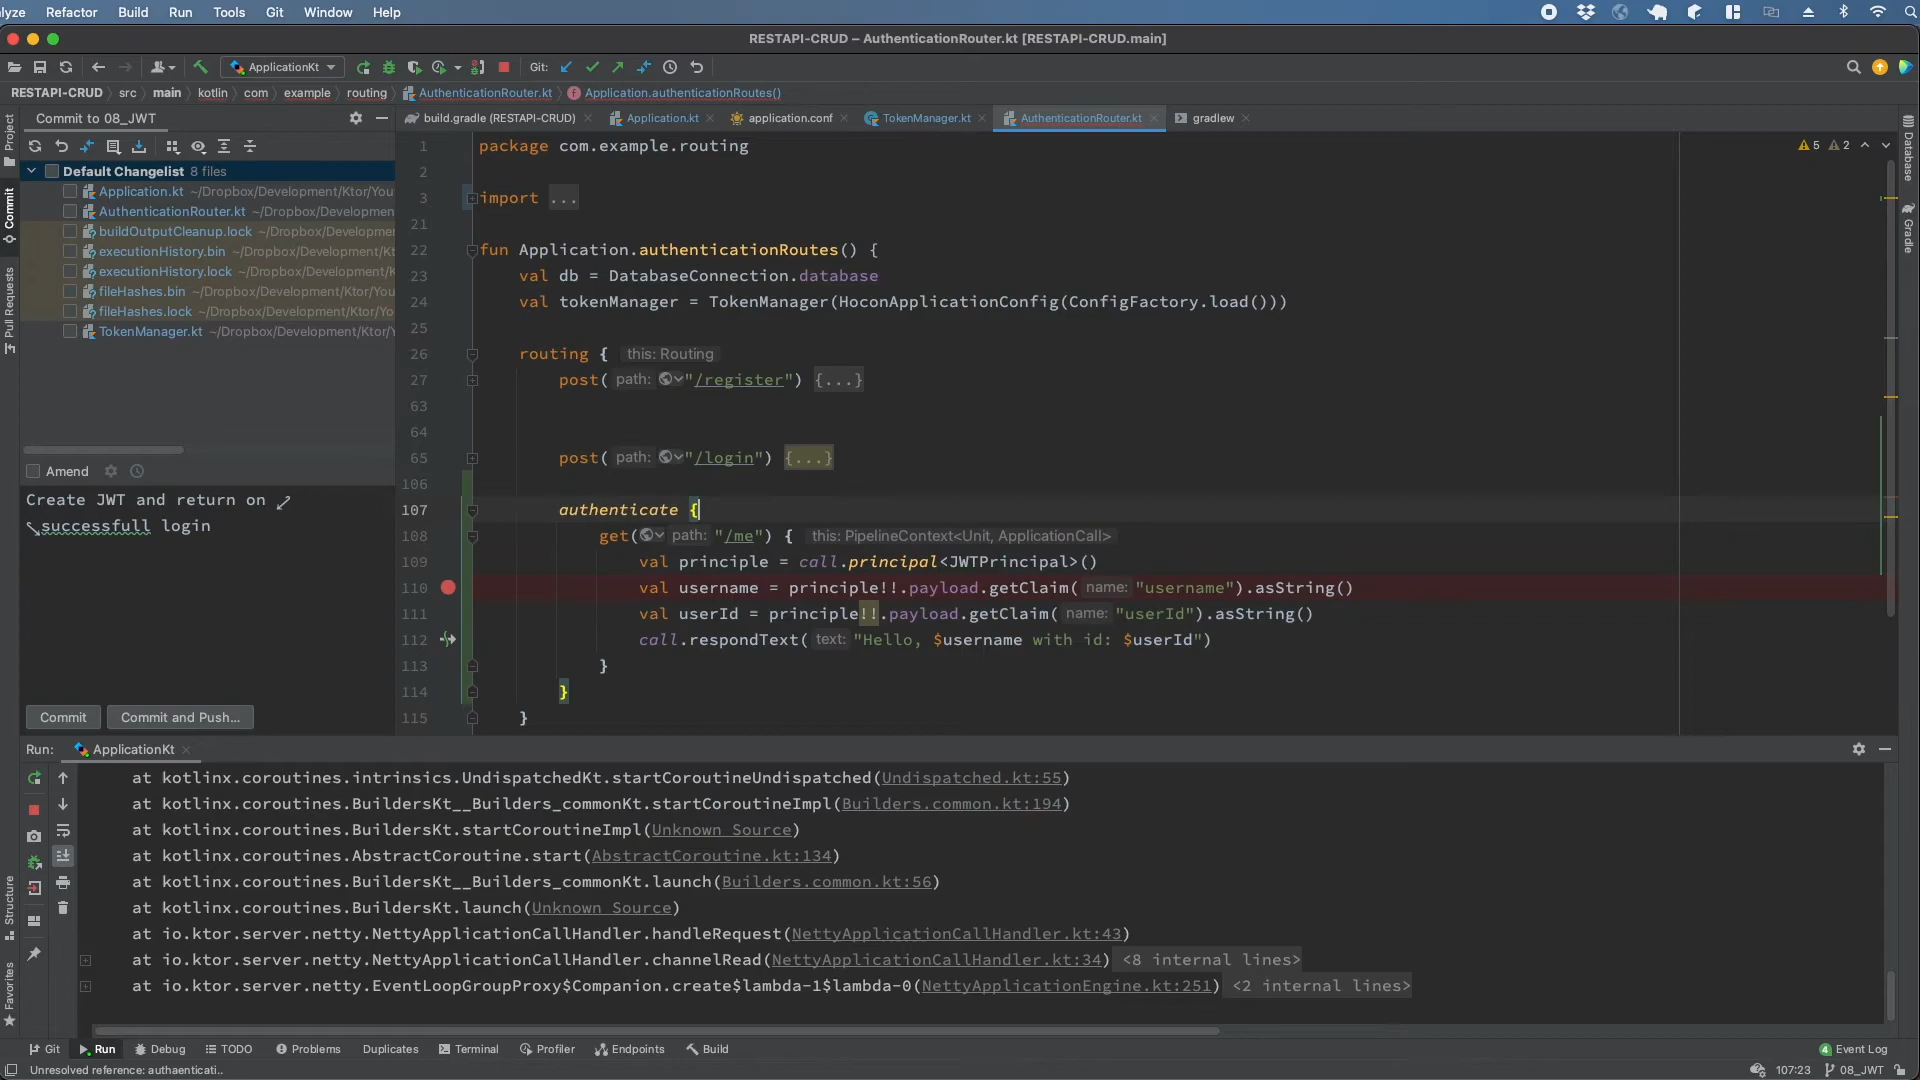 lyze Refactor Build Run Tools Git Window Help
RESTAPI-CRUD – AuthenticationRouter.kt [RESTAPI-CRUD.main]
ApplicationKt Git:
RESTAPI-CRUD src main kotlin com example routing AuthenticationRouter.kt Application.authenticationRoutes()
Commit to 08_JWT
build.gradle (RESTAPI-CRUD) Application.kt application.conf TokenManager.kt AuthenticationRouter.kt gradlew
Project
Commit
Pull Requests
Default Changelist 8 files
Application.kt ~/Dropbox/Development/Ktor/You
AuthenticationRouter.kt ~/Dropbox/Developmen
buildOutputCleanup.lock ~/Dropbox/Developmen
executionHistory.bin ~/Dropbox/Development/Kt
executionHistory.lock ~/Dropbox/Development/K
fileHashes.bin ~/Dropbox/Development/Ktor/You
fileHashes.lock ~/Dropbox/Development/Ktor/Yo
TokenManager.kt ~/Dropbox/Development/Ktor/Y
Amend
Create JWT and return on
successfull login
Commit Commit and Push...
1 package com.example.routing
5 2
2
3 import ...
21
22 fun Application.authenticationRoutes() {
23 val db = DatabaseConnection.database
24 val tokenManager = TokenManager(HoconApplicationConfig(ConfigFactory.load()))
25
26 routing { this: Routing
27 post( path: "/register") {...}
63
64
65 post( path: "/login") {...}
106
107 authenticate {
108 get( path: "/me") { this: PipelineContext<Unit, ApplicationCall>
109 val principle = call.principal<JWTPrincipal>()
110 val username = principle!!.payload.getClaim( name: "username").asString()
111 val userId = principle!!.payload.getClaim( name: "userId").asString()
112 call.respondText( text: "Hello, $username with id: $userId")
113 }
114 }
115 }
Database
Gradle
Run: ApplicationKt
at kotlinx.coroutines.intrinsics.UndispatchedKt.startCoroutineUndispatched(Undispatched.kt:55)
at kotlinx.coroutines.BuildersKt__Builders_commonKt.startCoroutineImpl(Builders.common.kt:194)
at kotlinx.coroutines.BuildersKt.startCoroutineImpl(Unknown Source)
at kotlinx.coroutines.AbstractCoroutine.start(AbstractCoroutine.kt:134)
at kotlinx.coroutines.BuildersKt__Builders_commonKt.launch(Builders.common.kt:56)
at kotlinx.coroutines.BuildersKt.launch(Unknown Source)
at io.ktor.server.netty.NettyApplicationCallHandler.handleRequest(NettyApplicationCallHandler.kt:43)
at io.ktor.server.netty.NettyApplicationCallHandler.channelRead(NettyApplicationCallHandler.kt:34) <8 internal lines>
at io.ktor.server.netty.EventLoopGroupProxy$Companion.create$lambda-1$lambda-0(NettyApplicationEngine.kt:251) <2 internal lines>
Structure
Favorites
Git Run Debug TODO Problems Duplicates Terminal Profiler Endpoints Build 4 Event Log
Unresolved reference: authaenticati.. 107:23 08_JWT